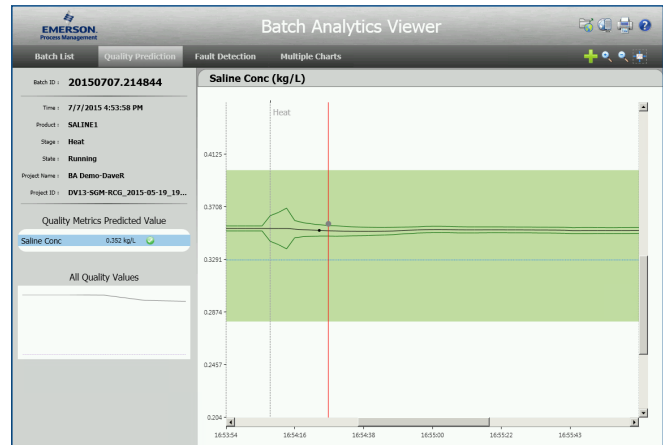 EMERSON.
Process Management
Batch Analytics Viewer
Batch List
Quality Prediction
Fault Detection
Multiple Charts
Batch ID : 20150707.214844
Time : 7/7/2015 4:53:58 PM
Product : SALINE1
Stage : Heat
State : Running
Project Name : BA Demo-DaveR
Project ID : DV13-SGM-RCG_2015-05-19_19...
Quality Metrics Predicted Value
Saline Conc 0.352 kg/L
All Quality Values
Saline Conc (kg/L)
Heat
0.4125
0.3708
0.3291
0.2874
0.2457
0.204
16:53:54 16:54:16 16:54:38 16:55:00 16:55:22 16:55:43